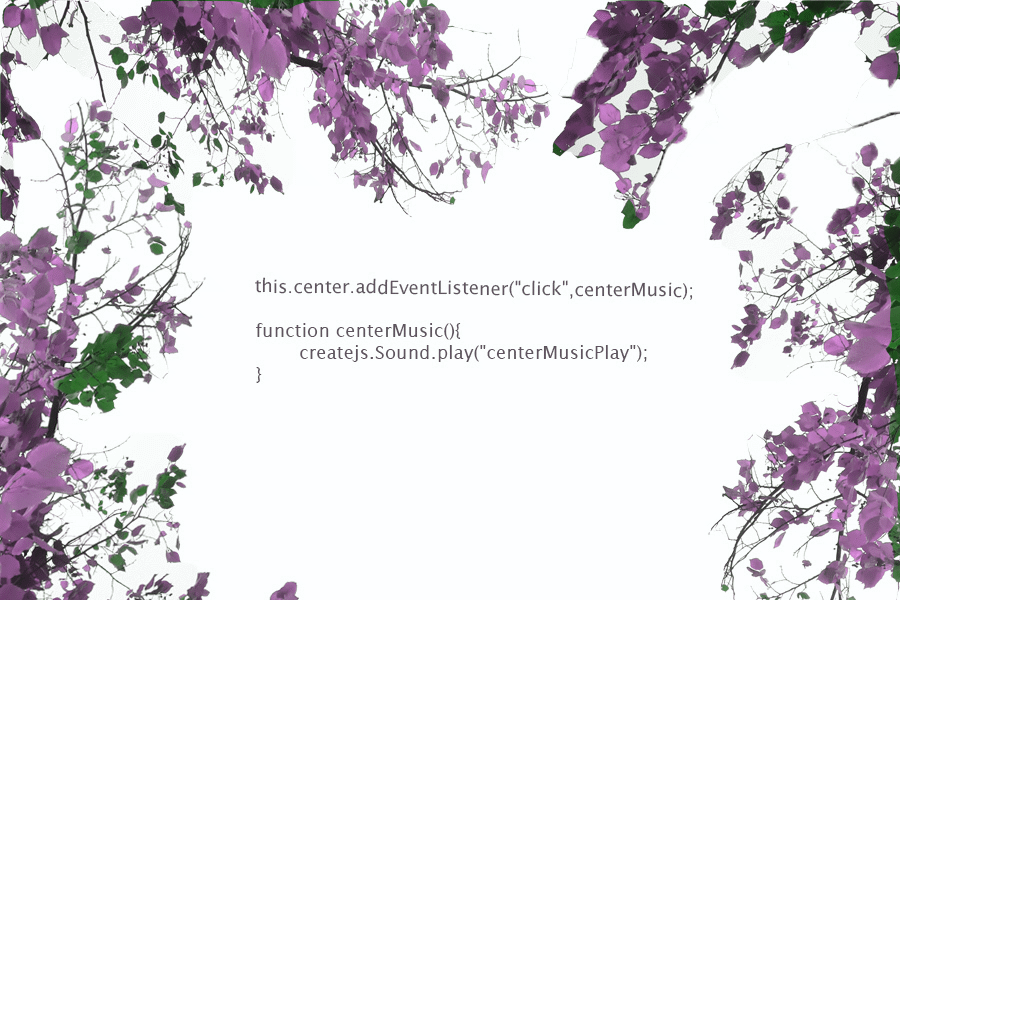 this.center.addEventListener("click",centerMusic);
function centerMusic(){
createjs.Sound.play("centerMusicPlay");
}